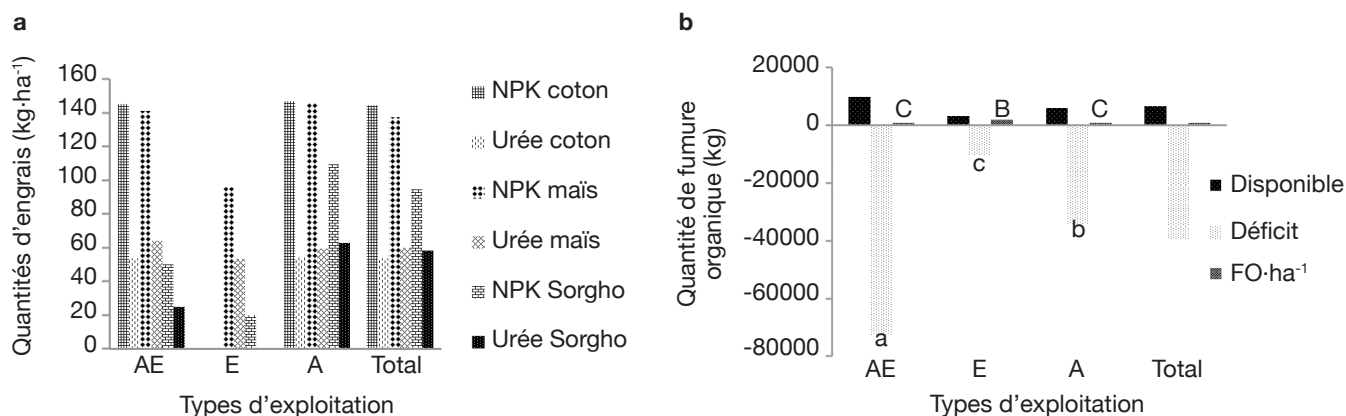 a
Quantités d'engrais (kg·ha⁻¹)
160
140
120
100
80
60
40
20
0
AE
E
A
Total
Types d'exploitation
NPK coton
Urée coton
NPK maïs
Urée maïs
NPK Sorgho
Urée Sorgho
b
Quantité de fumure
organique (kg)
20000
0
-20000
-40000
-60000
-80000
C
B
C
a
c
b
AE
E
A
Total
Types d'exploitation
Disponible
Déficit
FO·ha⁻¹